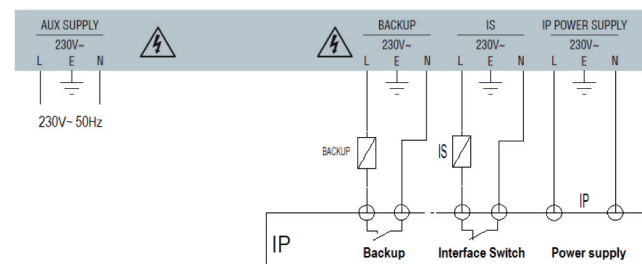 AUX SUPPLY BACKUP IS IP POWER SUPPLY
230V~ 230V~ 230V~ 230V~
L E N L E N L E N L E N
230V~ 50Hz
BACKUP IS
IP
IP
Backup Interface Switch Power supply